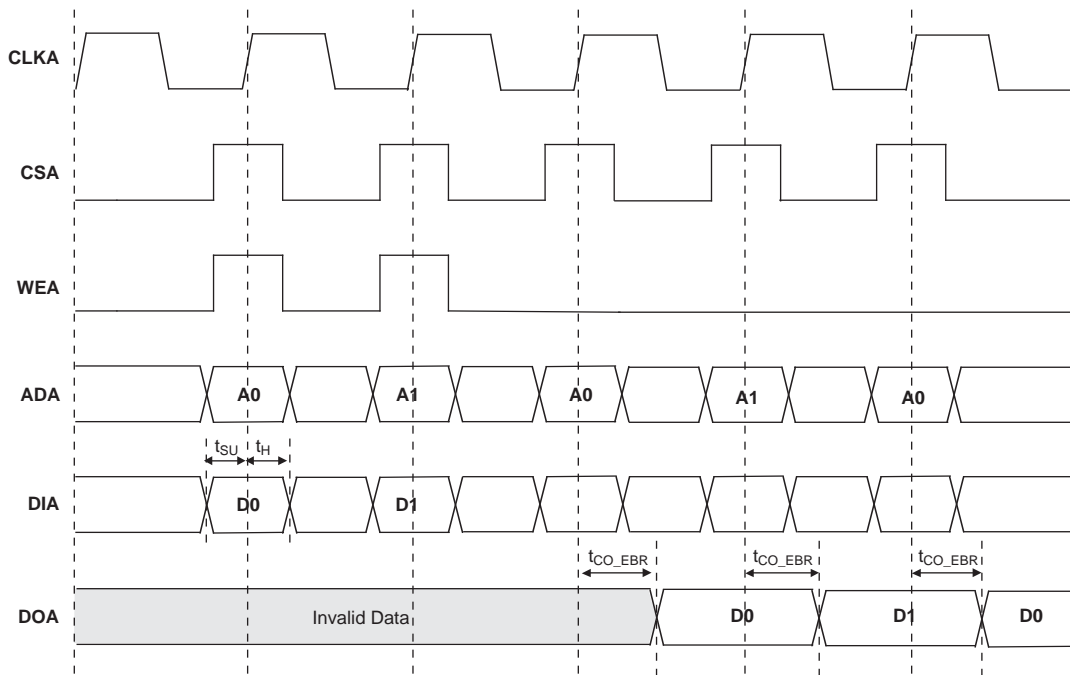 CLKA
CSA
WEA
ADA A0 A1 A0 A1 A0
tSU tH
DIA D0 D1
tCO_EBR tCO_EBR tCO_EBR
DOA Invalid Data D0 D1 D0